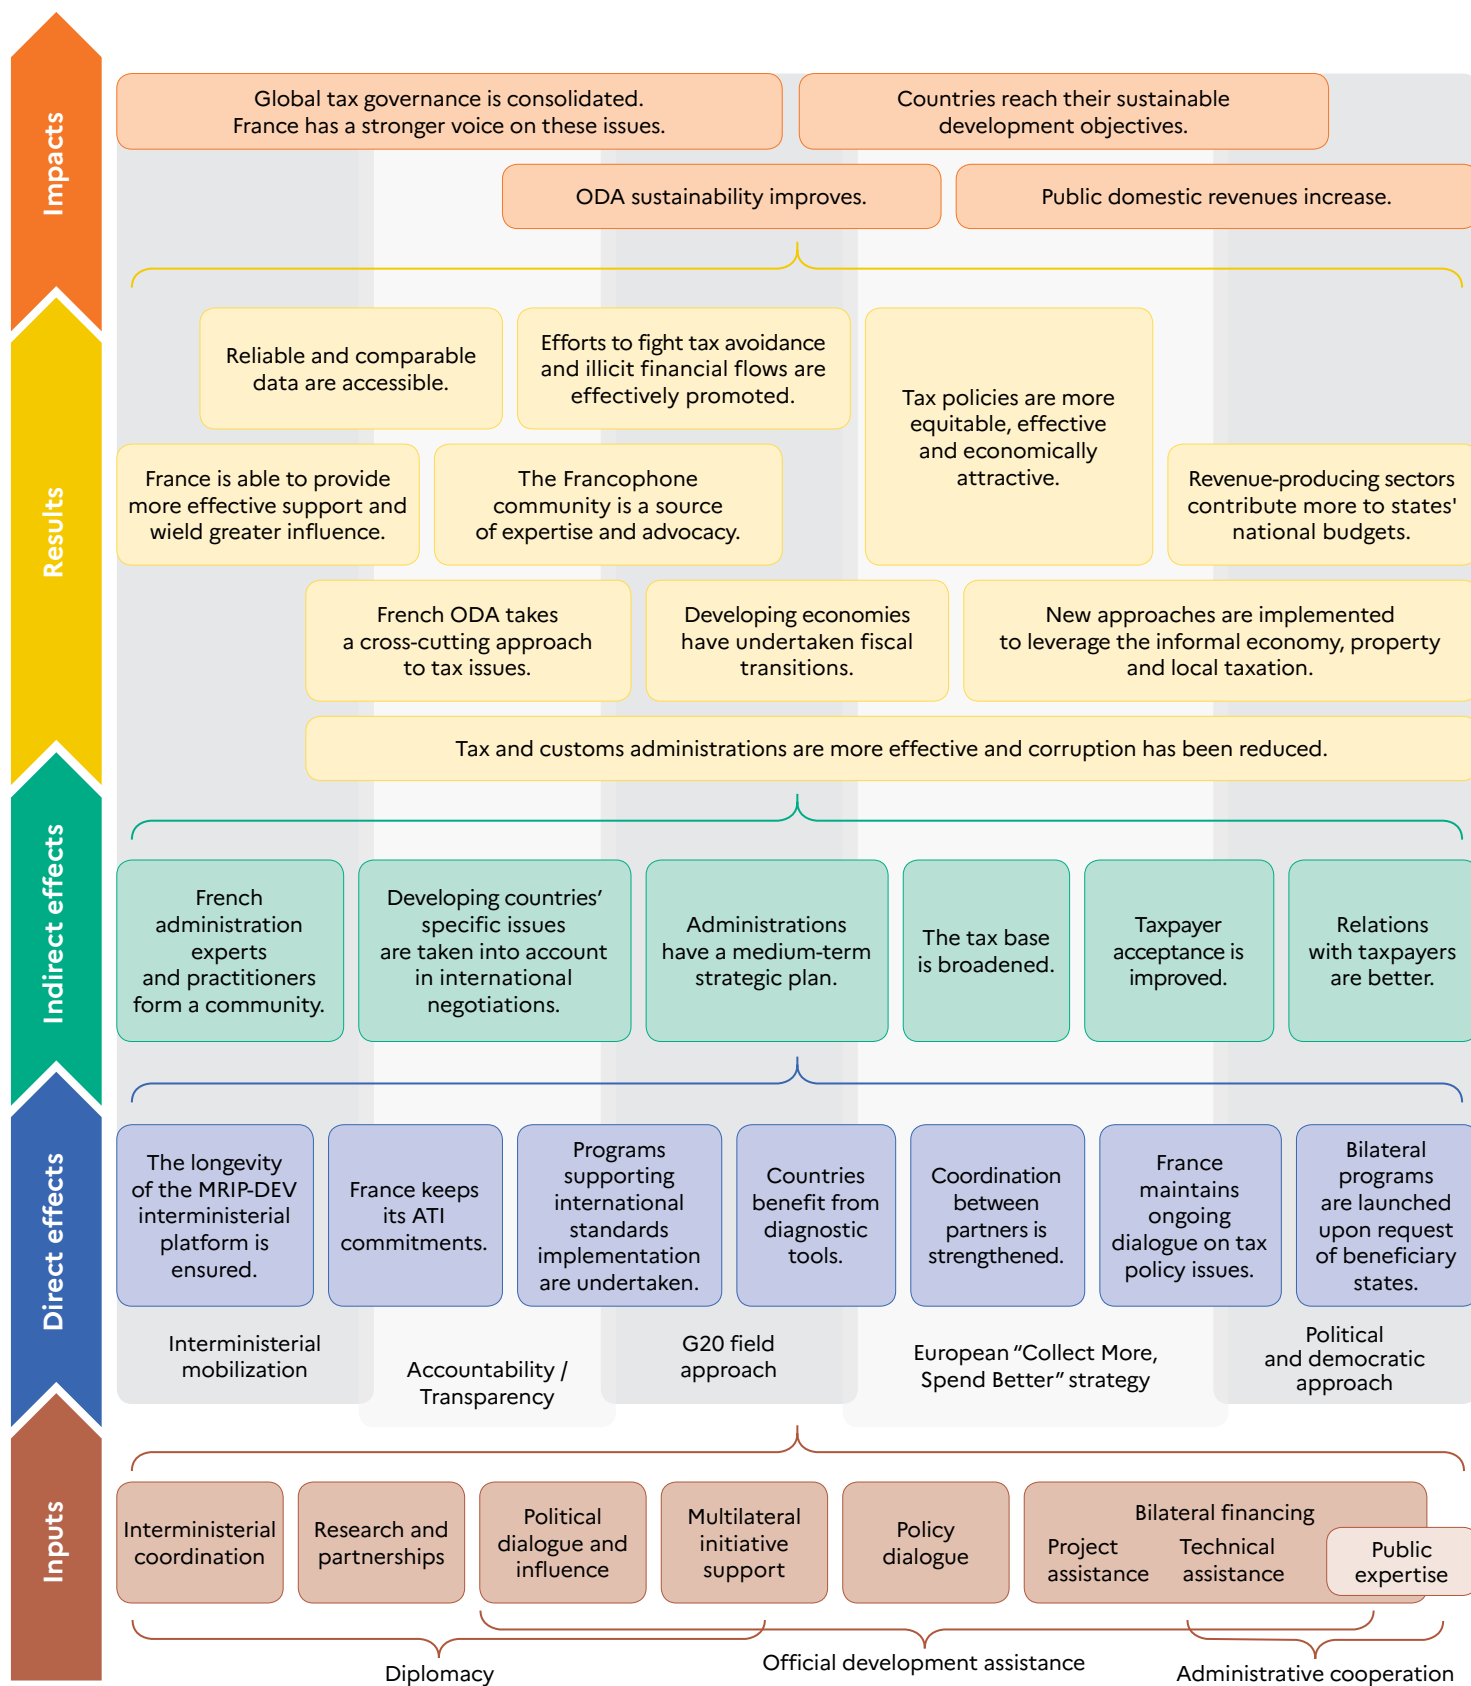 Impacts
Global tax governance is consolidated.
France has a stronger voice on these issues.
Countries reach their sustainable
development objectives.
ODA sustainability improves.
Public domestic revenues increase.
Results
Reliable and comparable
data are accessible.
Efforts to fight tax avoidance
and illicit financial flows are
effectively promoted.
Tax policies are more
equitable, effective
and economically
attractive.
France is able to provide
more effective support and
wield greater influence.
The Francophone
community is a source
of expertise and advocacy.
Revenue-producing sectors
contribute more to states'
national budgets.
French ODA takes
a cross-cutting approach
to tax issues.
Developing economies
have undertaken fiscal
transitions.
New approaches are implemented
to leverage the informal economy, property
and local taxation.
Tax and customs administrations are more effective and corruption has been reduced.
Indirect effects
French
administration
experts
and practitioners
form a community.
Developing countries’
specific issues
are taken into account
in international
negotiations.
Administrations
have a medium-term
strategic plan.
The tax base
is broadened.
Taxpayer
acceptance is
improved.
Relations
with taxpayers
are better.
Direct effects
The longevity
of the MRIP-DEV
interministerial
platform is
ensured.
France keeps
its ATI
commitments.
Programs
supporting
international
standards
implementation
are undertaken.
Countries
benefit from
diagnostic
tools.
Coordination
between
partners is
strengthened.
France
maintains
ongoing
dialogue on tax
policy issues.
Bilateral
programs
are launched
upon request
of beneficiary
states.
Interministerial
mobilization
Accountability /
Transparency
G20 field
approach
European “Collect More,
Spend Better” strategy
Political
and democratic
approach
Inputs
Interministerial
coordination
Research and
partnerships
Political
dialogue and
influence
Multilateral
initiative
support
Policy
dialogue
Bilateral financing
Project
assistance
Technical
assistance
Public
expertise
Diplomacy
Official development assistance
Administrative cooperation